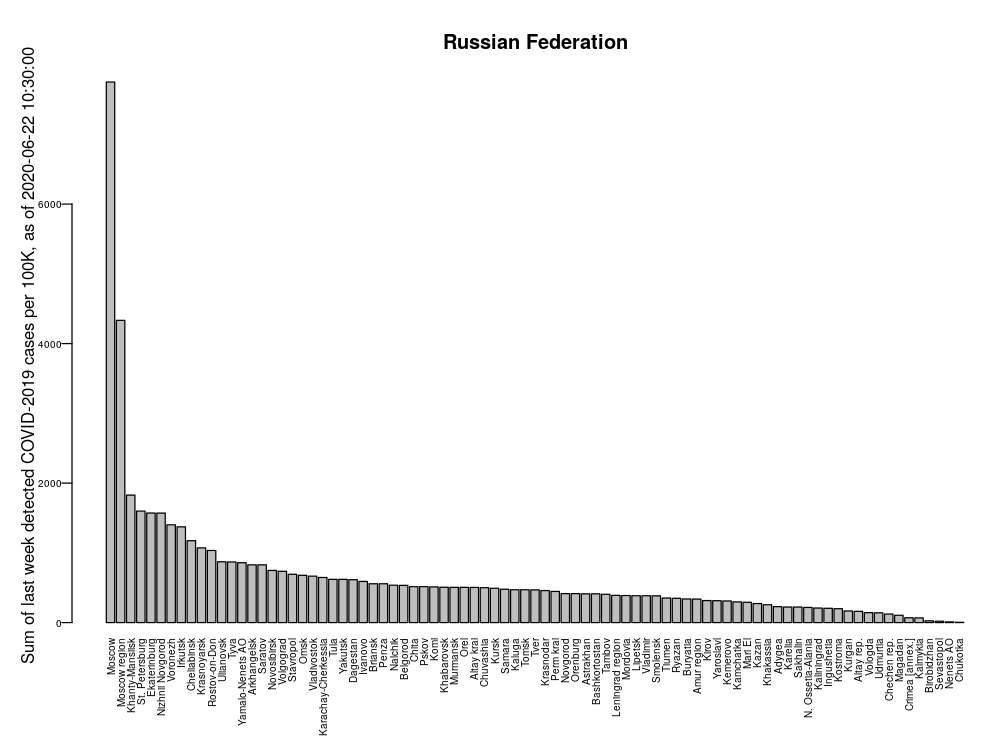 Russian Federation
Sum of last week detected COVID-2019 cases per 100K, as of 2020-06-22 10:30:00
6000
4000
2000
0
Moscow
Moscow region
Khanty-Mansiisk
St. Petersburg
Ekaterinburg
Nizhnii Novgorod
Voronezh
Irkutsk
Cheliabinsk
Krasnoyarsk
Rostov-on-Don
Ulianovsk
Tyva
Yamalo-Nenets AO
Arkhangelsk
Saratov
Novosibirsk
Volgograd
Stavropol
Omsk
Vladivostok
Karachay-Cherkessia
Tula
Yakutsk
Dagestan
Ivanovo
Briansk
Penza
Nalchik
Belgorod
Chita
Pskov
Komi
Khabarovsk
Murmansk
Orel
Altay krai
Chuvashia
Kursk
Samara
Kaluga
Tomsk
Tver
Krasnodar
Perm krai
Novgorod
Orenburg
Astrakhan
Bashkortostan
Tambov
Leningrad region
Mordovia
Lipetsk
Vladimir
Smolensk
Tiumen
Ryazan
Buryatia
Amur region
Kirov
Yaroslavl
Kemerovo
Kamchatka
Mari El
Kazan
Khakassia
Adygea
Karelia
Sakhalin
N. Ossetia-Alania
Kaliningrad
Ingushetia
Kostroma
Kurgan
Altay rep.
Vologda
Udmurtia
Chechen rep.
Magadan
Crimea [annex.]
Kalmykia
Birobidzhan
Sevastopol
Nenets AO
Chukotka